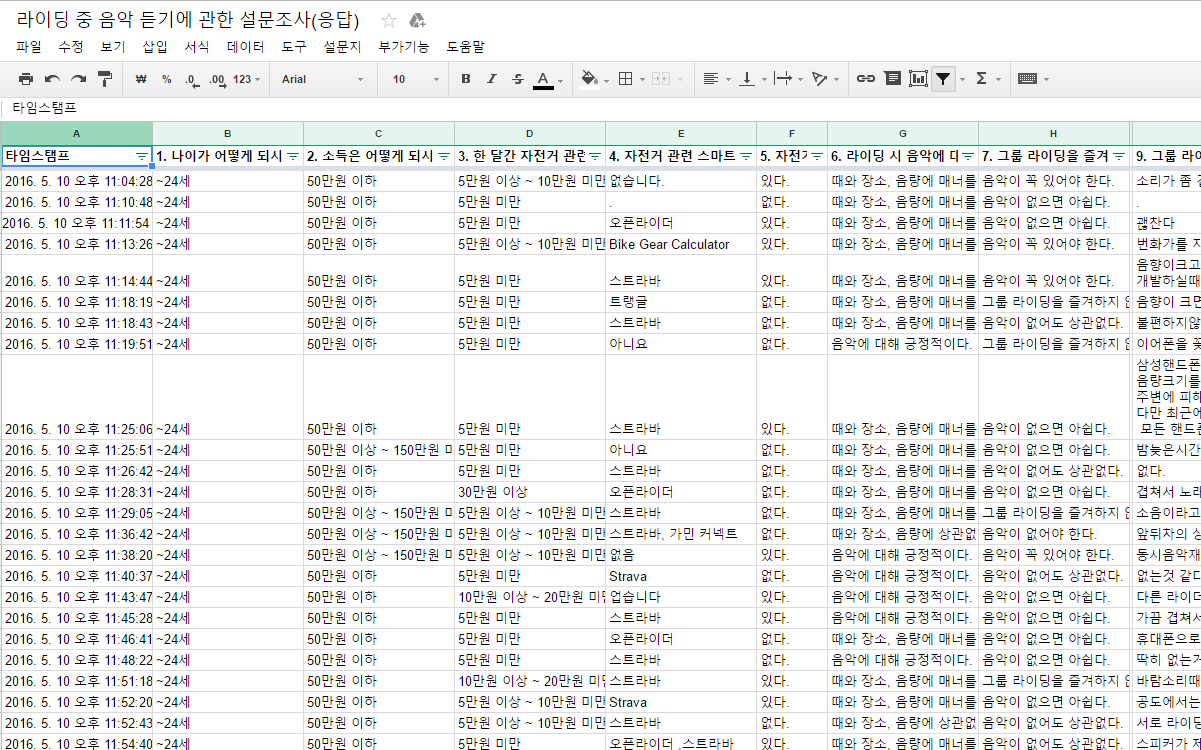 라이딩 중 음악 듣기에 관한 설문조사(응답)
파일 수정 보기 삽입 서식 데이터 도구 설문지 부가기능 도움말
₩ % .0 .00 123 Arial 10 B I S A Σ
타임스탬프
A B C D E F G H
타임스탬프 1. 나이가 어떻게 되시 2. 소득은 어떻게 되시 3. 한 달간 자전거 관련 4. 자전거 관련 스마트 5. 자전거 6. 라이딩 시 음악에 대 7. 그룹 라이딩을 즐겨 9. 그룹 라이
2016. 5. 10 오후 11:04:28 ~24세 50만원 이하 5만원 이상 ~ 10만원 미만 없습니다. 있다. 때와 장소, 음량에 매너를 음악이 꼭 있어야 한다. 소리가 좀
2016. 5. 10 오후 11:10:48 ~24세 50만원 이하 5만원 미만 . 없다. 때와 장소, 음량에 매너를 음악이 없으면 아쉽다. .
2016. 5. 10 오후 11:11:54 ~24세 50만원 이하 5만원 미만 오픈라이더 있다. 때와 장소, 음량에 매너를 음악이 없으면 아쉽다. 괞찬다
2016. 5. 10 오후 11:13:26 ~24세 50만원 이하 5만원 이상 ~ 10만원 미만 Bike Gear Calculator 있다. 때와 장소, 음량에 매너를 음악이 꼭 있어야 한다. 번화가를 지
음향이크고
2016. 5. 10 오후 11:14:44 ~24세 50만원 이하 5만원 미만 스트라바 있다. 때와 장소, 음량에 매너를 음악이 꼭 있어야 한다. 개발하실때
2016. 5. 10 오후 11:18:19 ~24세 50만원 이하 5만원 미만 트랭글 없다. 때와 장소, 음량에 매너를 그룹 라이딩을 즐겨하지 음향이 크면
2016. 5. 10 오후 11:18:43 ~24세 50만원 이하 5만원 미만 스트라바 없다. 때와 장소, 음량에 매너를 음악이 없어도 상관없다. 불편하지않
2016. 5. 10 오후 11:19:51 ~24세 50만원 이하 5만원 미만 아니요 없다. 음악에 대해 긍정적이다. 그룹 라이딩을 즐겨하지 이어폰을 꽂
삼성핸드폰
음량크기를
주변에 피해
다만 최근에
2016. 5. 10 오후 11:25:06 ~24세 50만원 이하 5만원 미만 스트라바 있다. 때와 장소, 음량에 매너를 음악이 없으면 아쉽다. 모든 핸드폰
2016. 5. 10 오후 11:25:51 ~24세 50만원 이상 ~ 150만원 미 5만원 미만 아니요 없다. 때와 장소, 음량에 매너를 음악이 없으면 아쉽다. 밤늦은시간
2016. 5. 10 오후 11:26:42 ~24세 50만원 이하 5만원 미만 스트라바 없다. 때와 장소, 음량에 매너를 음악이 없어도 상관없다. 없다.
2016. 5. 10 오후 11:28:31 ~24세 50만원 이하 30만원 이상 오픈라이더 없다. 때와 장소, 음량에 매너를 음악이 없으면 아쉽다. 겹쳐서 노래
2016. 5. 10 오후 11:29:05 ~24세 50만원 이상 ~ 150만원 미 5만원 이상 ~ 10만원 미만 스트라바 없다. 때와 장소, 음량에 매너를 그룹 라이딩을 즐겨하지 소음이라고
2016. 5. 10 오후 11:36:42 ~24세 50만원 이상 ~ 150만원 미 5만원 이상 ~ 10만원 미만 스트라바, 가민 커넥트 없다. 때와 장소, 음량에 상관없 음악이 없어야 한다. 앞뒤자의
2016. 5. 10 오후 11:38:20 ~24세 50만원 이상 ~ 150만원 미 5만원 이상 ~ 10만원 미만 없음 있다. 음악에 대해 긍정적이다. 음악이 꼭 있어야 한다. 동시음악재
2016. 5. 10 오후 11:40:37 ~24세 50만원 이하 5만원 미만 Strava 없다. 음악에 대해 긍정적이다. 음악이 없어도 상관없다. 없는것 같다
2016. 5. 10 오후 11:43:47 ~24세 50만원 이하 10만원 이상 ~ 20만원 미만 업습니다 있다. 음악에 대해 긍정적이다. 음악이 없으면 아쉽다. 다른 라이더
2016. 5. 10 오후 11:45:28 ~24세 50만원 이하 5만원 미만 스트라바 있다. 음악에 대해 긍정적이다. 음악이 없으면 아쉽다. 가끔 겹쳐서
2016. 5. 10 오후 11:46:41 ~24세 50만원 이하 5만원 미만 오픈라이더 없다. 때와 장소, 음량에 매너를 음악이 없으면 아쉽다. 휴대폰으로
2016. 5. 10 오후 11:48:22 ~24세 50만원 이하 5만원 미만 스트라바 없다. 음악에 대해 긍정적이다. 음악이 없으면 아쉽다. 딱히 없는거
2016. 5. 10 오후 11:51:18 ~24세 50만원 이하 10만원 이상 ~ 20만원 미만 스트라바 있다. 때와 장소, 음량에 매너를 그룹 라이딩을 즐겨하지 바람소리때
2016. 5. 10 오후 11:52:20 ~24세 50만원 이하 5만원 이상 ~ 10만원 미만 Strava 있다. 때와 장소, 음량에 매너를 음악이 없으면 아쉽다. 공도에서는
2016. 5. 10 오후 11:52:43 ~24세 50만원 이하 5만원 이상 ~ 10만원 미만 스트라바 없다. 때와 장소, 음량에 상관없 음악이 없어도 상관없다. 서로 라이딩
2016. 5. 10 오후 11:54:40 ~24세 50만원 이하 5만원 미만 오픈라이더 ,스트라바 있다. 때와 장소, 음량에 매너를 음악이 없으면 아쉽다. 스피커가